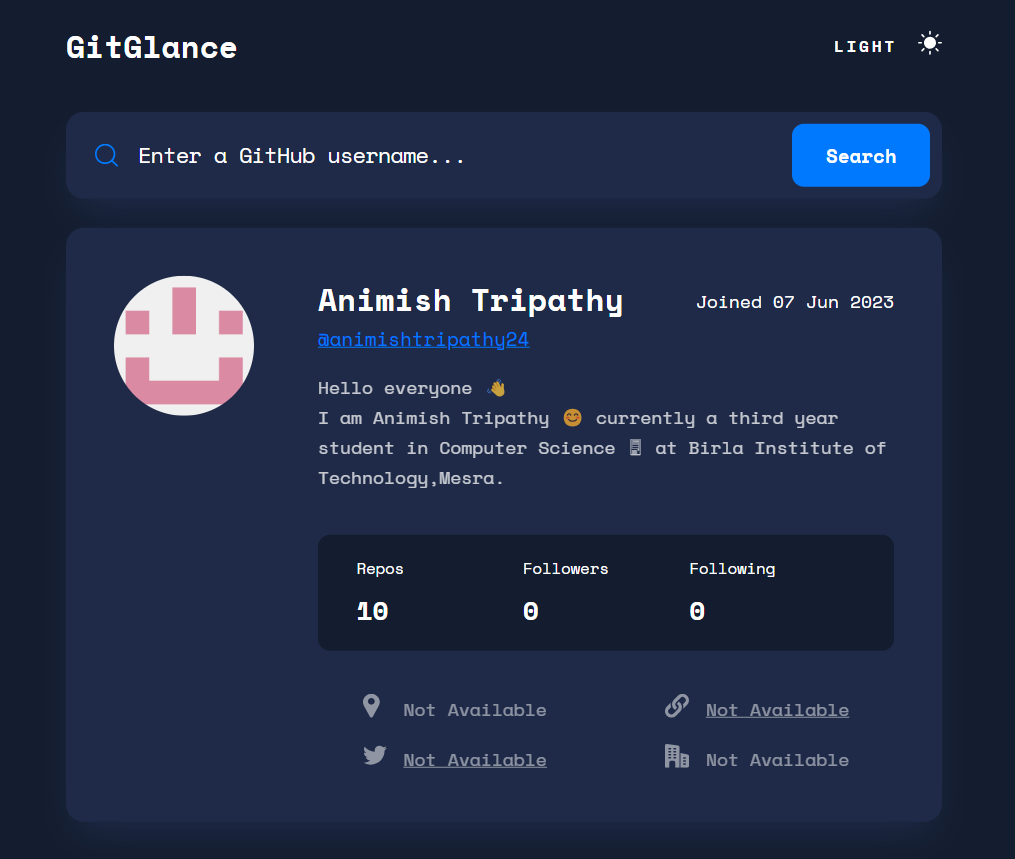 GitGlance
LIGHT
Enter a GitHub username...
Search
Animish Tripathy
Joined 07 Jun 2023
@animishtripathy24
Hello everyone 👋
I am Animish Tripathy 😊 currently a third year
student in Computer Science 🖥 at Birla Institute of
Technology,Mesra.
Repos Followers Following
10 0 0
Not Available Not Available
Not Available Not Available